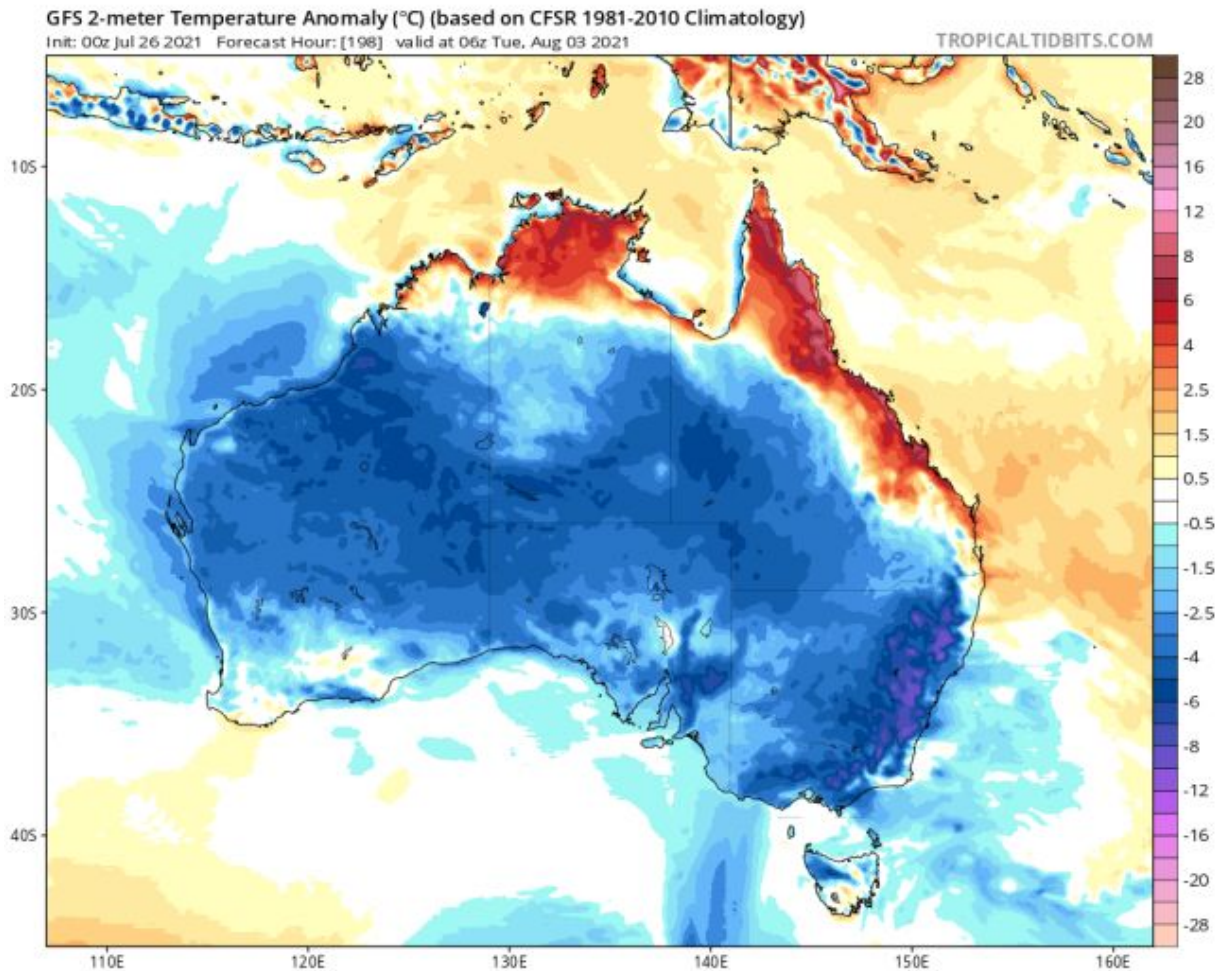 GFS 2-meter Temperature Anomaly (°C) (based on CFSR 1981-2010 Climatology)
Init: 00z Jul 26 2021 Forecast Hour: [198] valid at 06z Tue, Aug 03 2021 TROPICALTIDBITS.COM
28
20
16
12
8
6
4
2.5
1.5
0.5
-0.5
-1.5
-2.5
-4
-6
-8
-12
-16
-20
-28
10S
20S
30S
40S
110E 120E 130E 140E 150E 160E